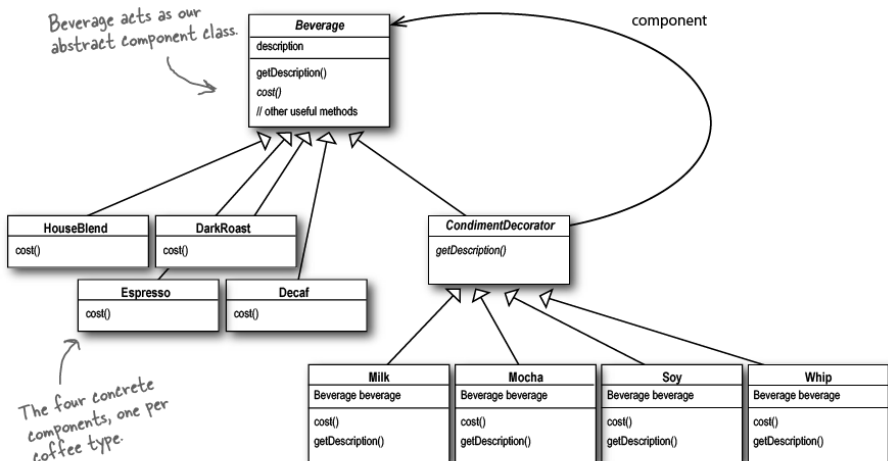 Beverage acts as our
abstract component class.
Beverage
description
getDescription()
cost()
// other useful methods
component
HouseBlend
cost()
DarkRoast
cost()
CondimentDecorator
getDescription()
Espresso
cost()
Decaf
cost()
The four concrete
components, one per
coffee type.
Milk
Beverage beverage
cost()
getDescription()
Mocha
Beverage beverage
cost()
getDescription()
Soy
Beverage beverage
cost()
getDescription()
Whip
Beverage beverage
cost()
getDescription()